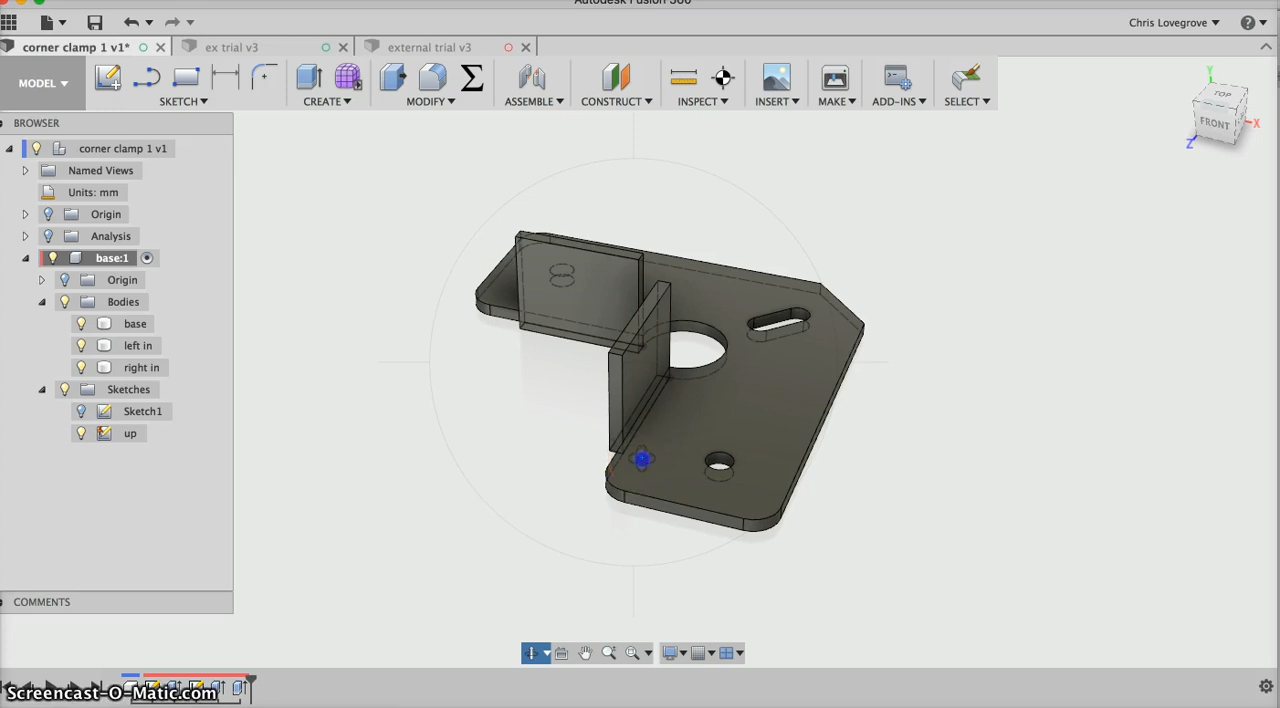 Autodesk Fusion 360
Chris Lovegrove
corner clamp 1 v1*
ex trial v3
external trial v3
MODEL
SKETCH
CREATE
MODIFY
ASSEMBLE
CONSTRUCT
INSPECT
INSERT
MAKE
ADD-INS
SELECT
TOP
FRONT
Y
X
Z
BROWSER
corner clamp 1 v1
Named Views
Units: mm
Origin
Analysis
base:1
Origin
Bodies
base
left in
right in
Sketches
Sketch1
up
COMMENTS
Screencast-O-Matic.com